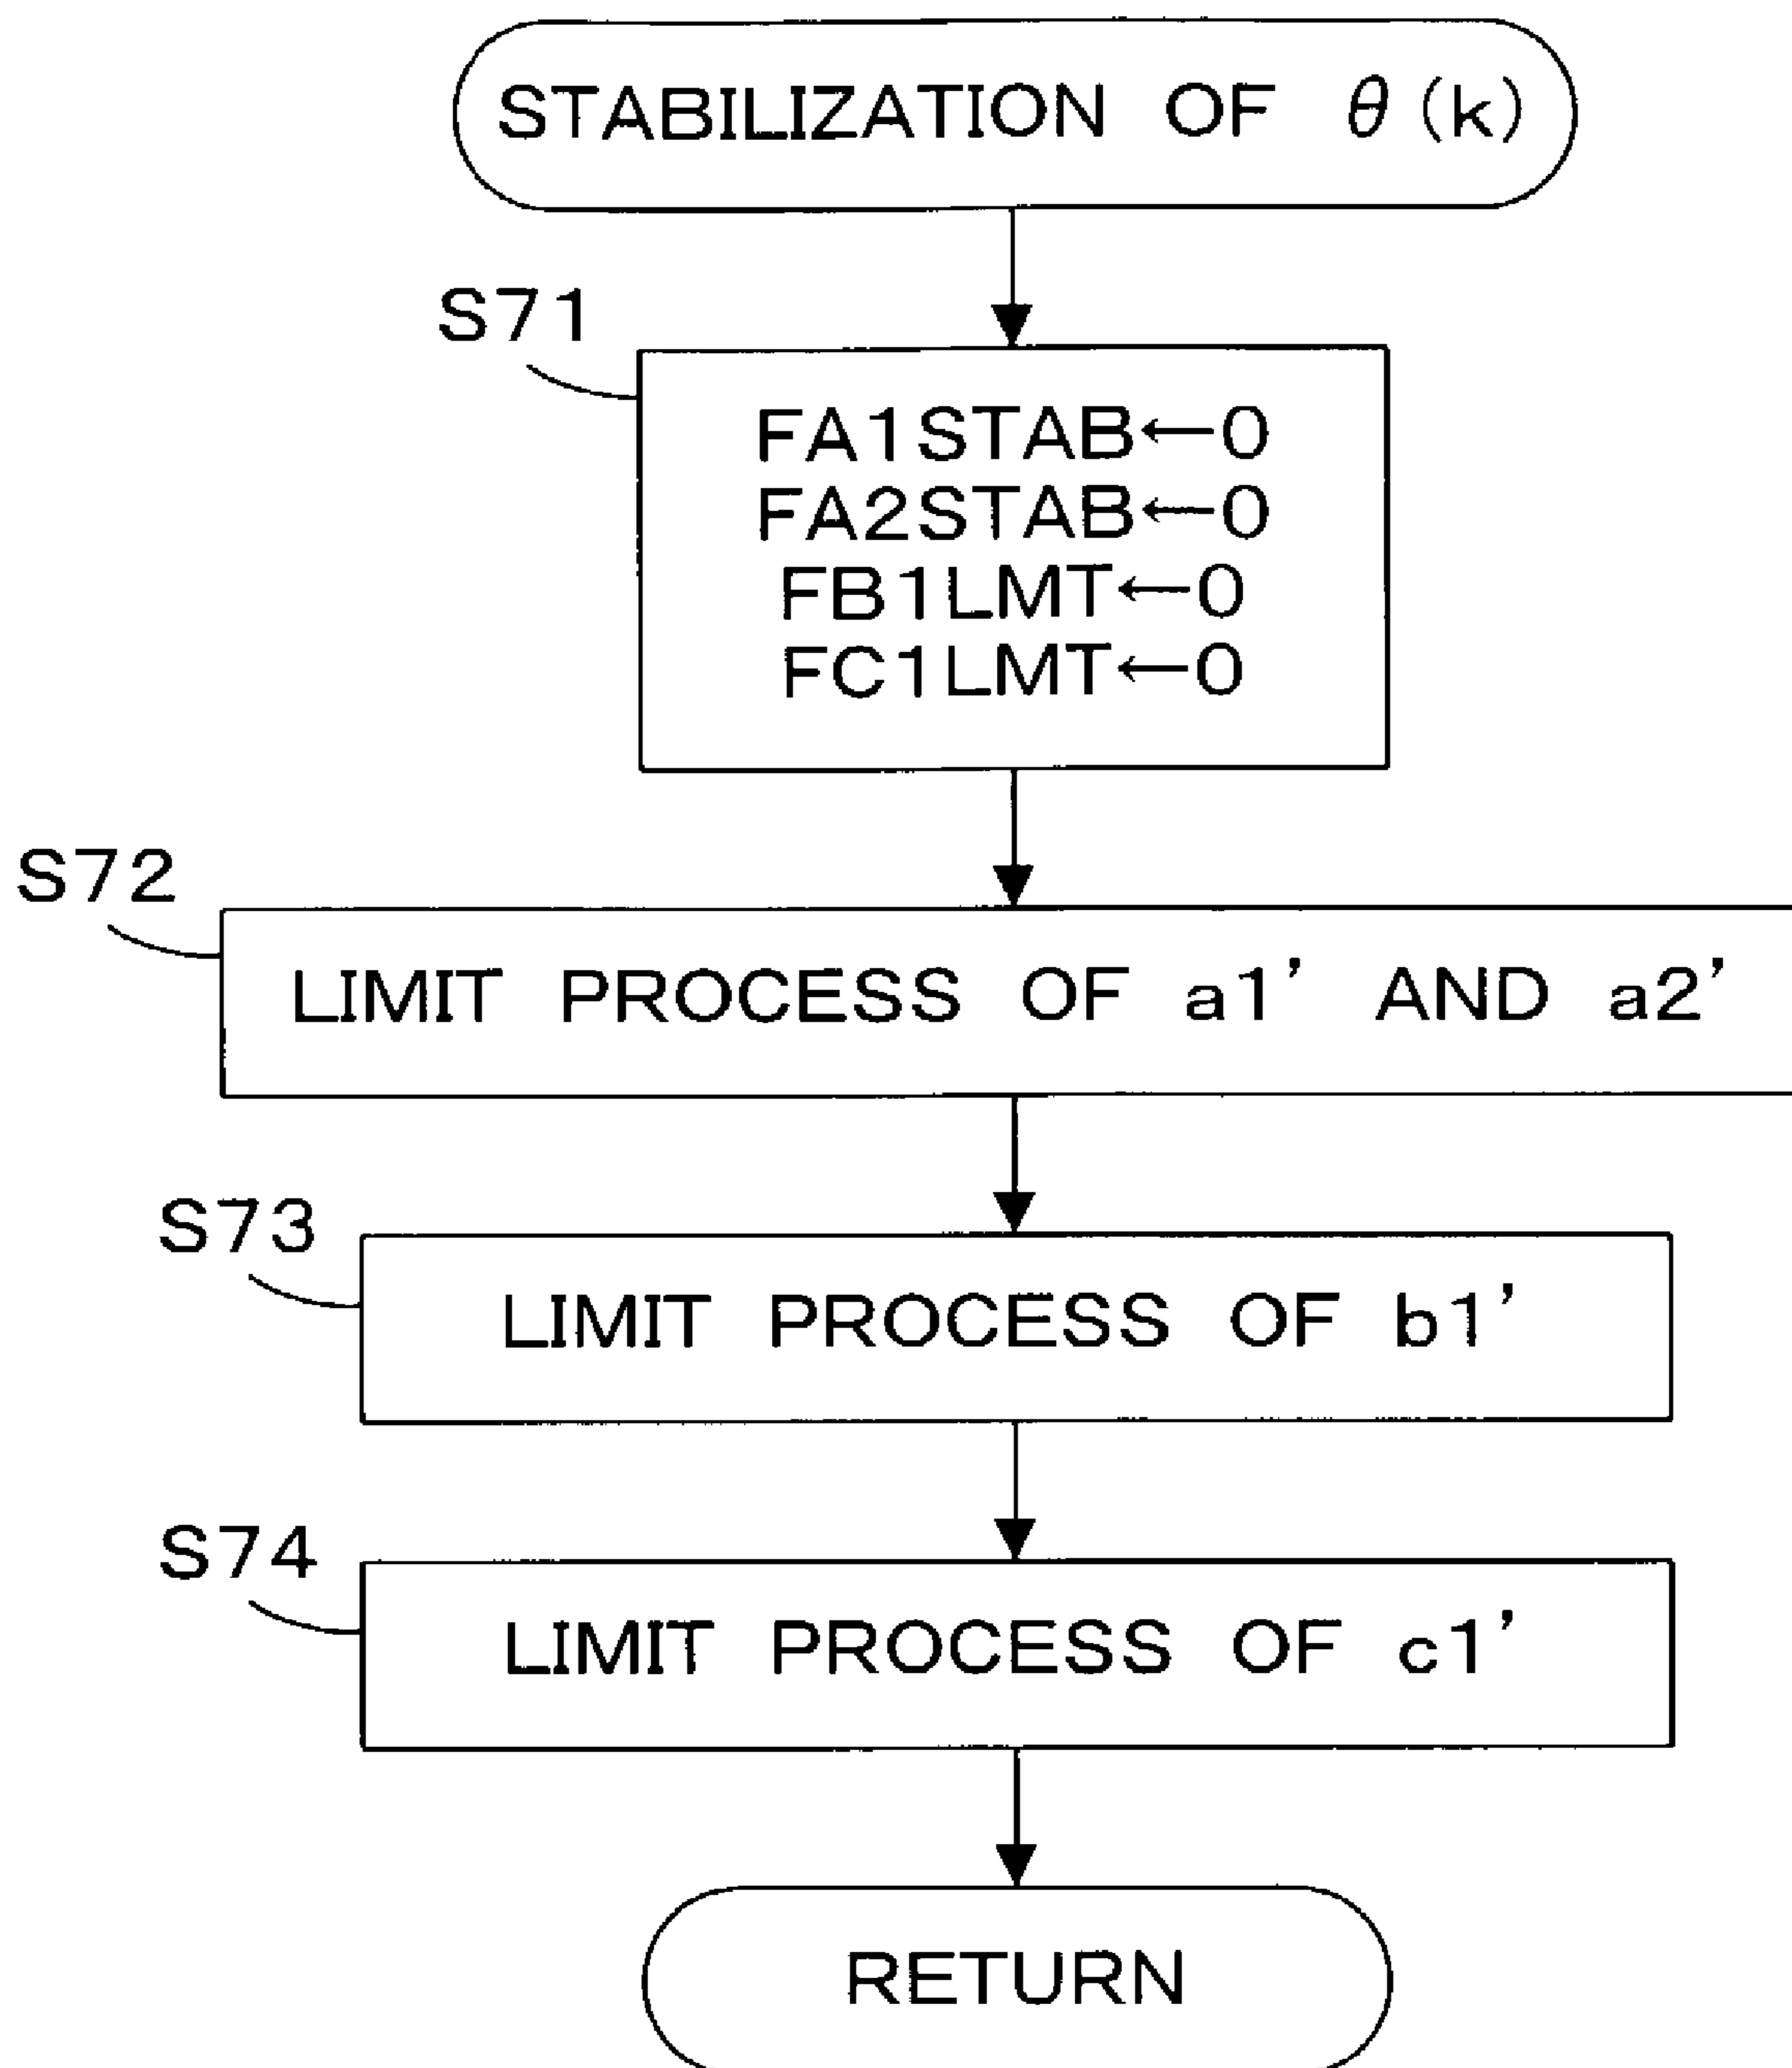 STABILIZATION OF θ(k)
S71
FA1STAB←0
FA2STAB←0
FB1LMT←0
FC1LMT←0
S72
LIMIT PROCESS OF a1' AND a2'
S73
LIMIT PROCESS OF b1'
S74
LIMIT PROCESS OF c1'
RETURN